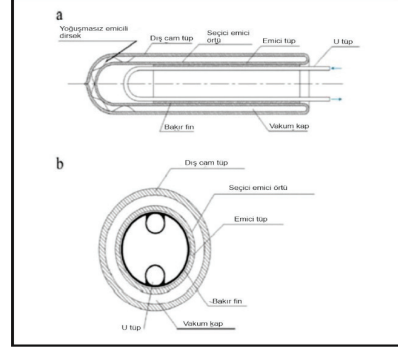 a
Yoğuşmasız emicili
dirsek
Dış cam tüp
Seçici emici
örtü
Emici tüp
U tüp
Bakır fin
Vakum kap
b
Dış cam tüp
Seçici emici örtü
Emici tüp
-Bakır fin
U tüp
Vakum kap